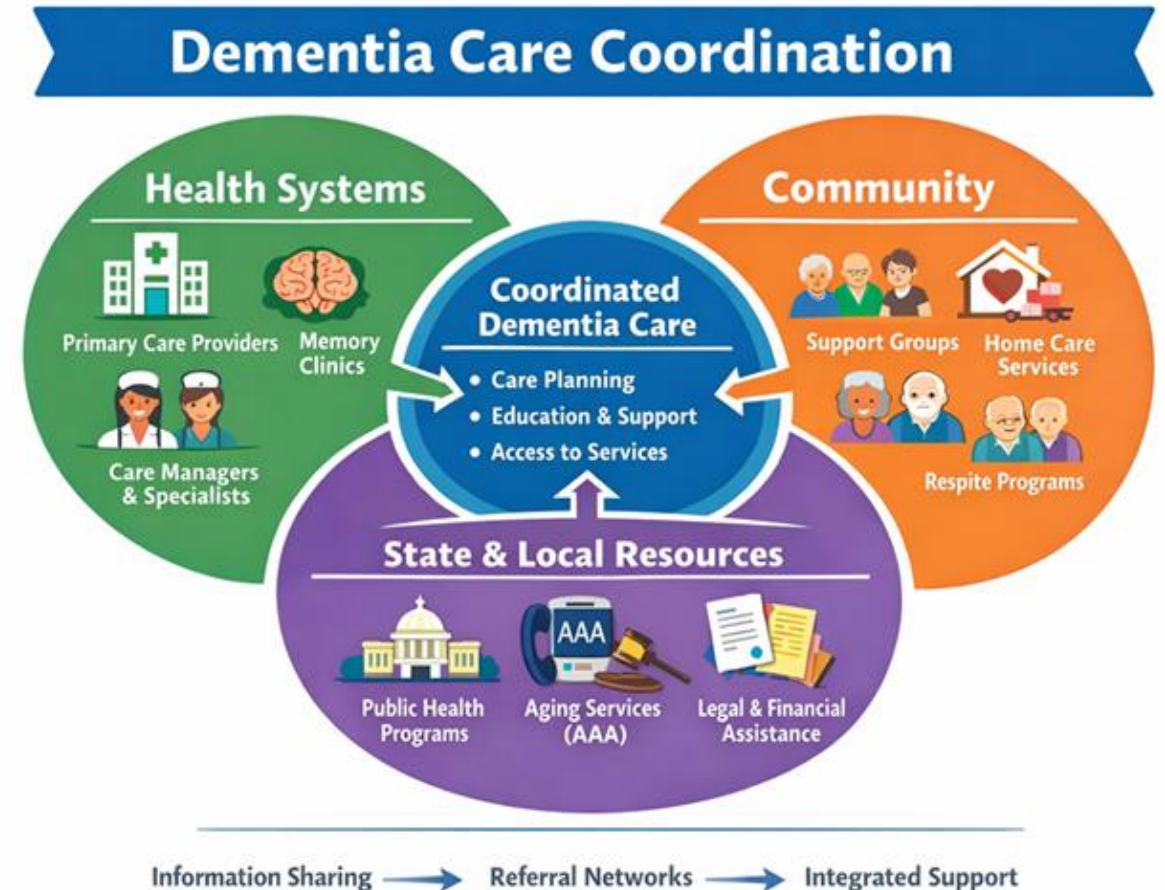 Dementia Care Coordination
Health Systems
Primary Care Providers
Memory
Clinics
Care Managers
& Specialists
Coordinated
Dementia Care
• Care Planning
• Education & Support
• Access to Services
Community
Support Groups
Home Care
Services
Respite Programs
State & Local Resources
Public Health
Programs
AAA
Aging Services
(AAA)
Legal & Financial
Assistance
Information Sharing → Referral Networks → Integrated Support